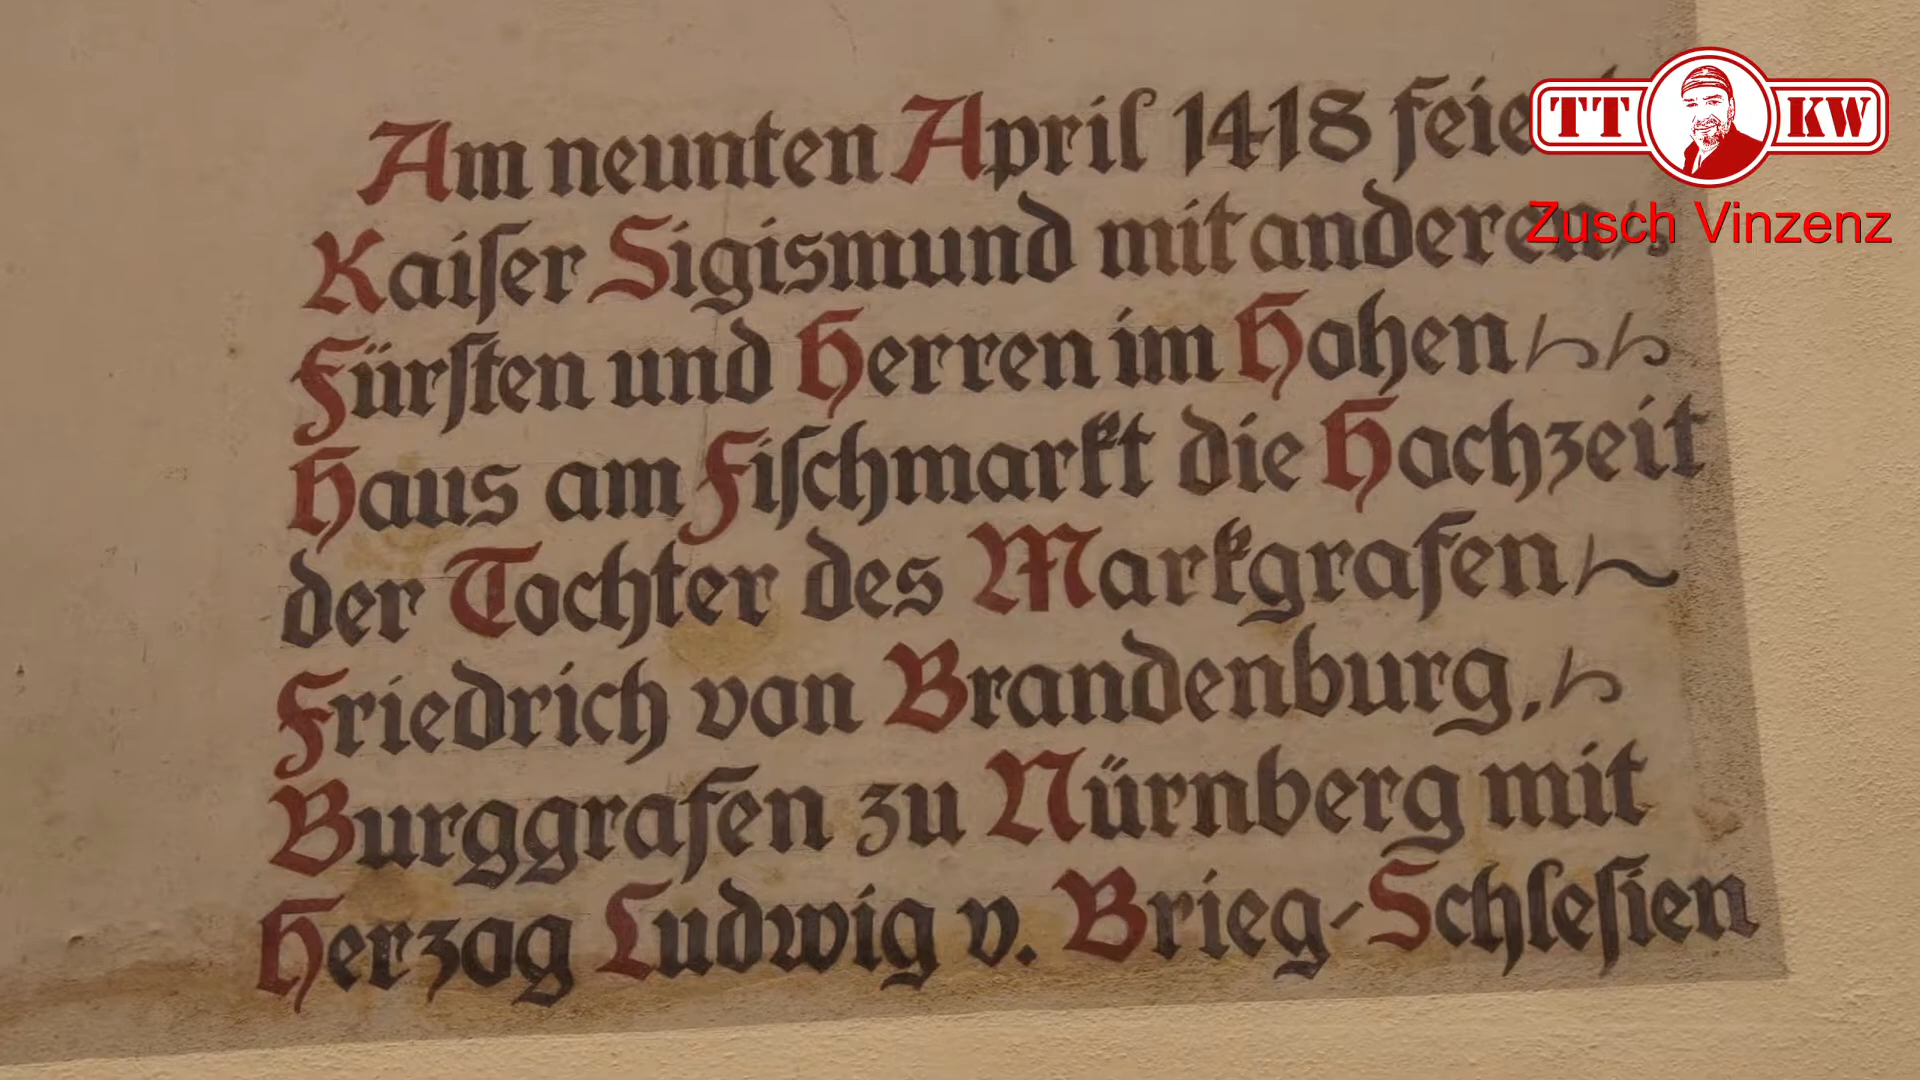 Am neunten April 1418
TT KW
Kaiser Sigismund mit anderen
Zusch Vinzenz
Fürsten und Herren im Hohen
Haus am Fischmarkt die Hochzeit
der Tochter des Markgrafen
Friedrich von Brandenburg,
Burggrafen zu Nürnberg mit
Herzog Ludwig v. Brieg-Schlesien